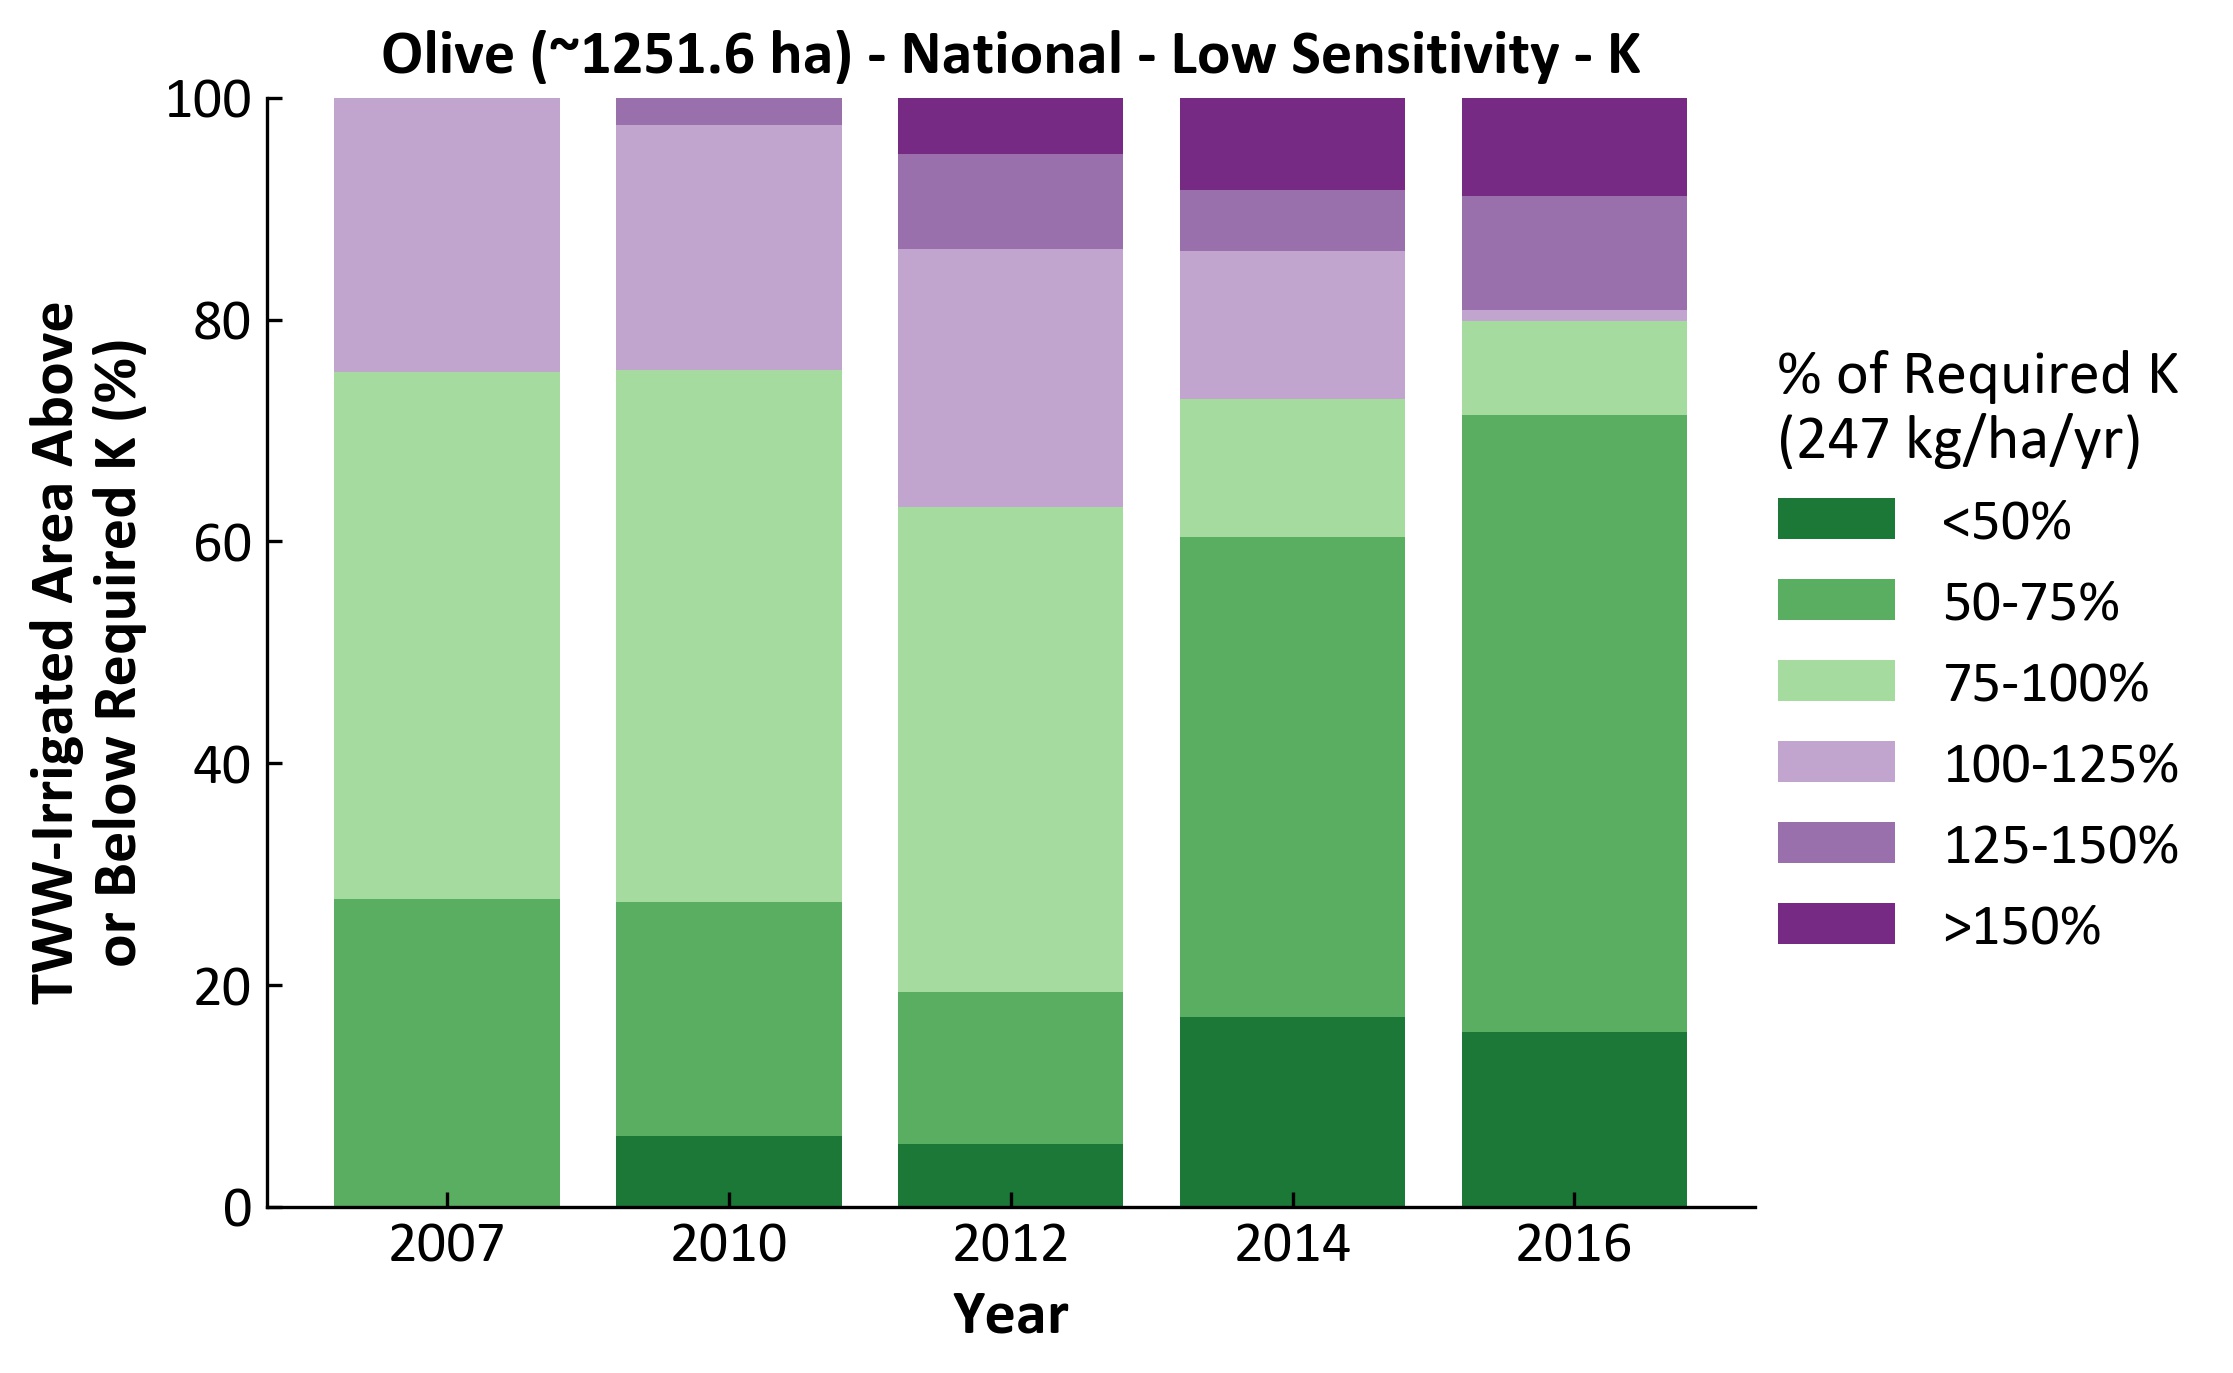 Olive (~1251.6 ha) - National - Low Sensitivity - K
TWW-Irrigated Area Above
or Below Required K (%)
100
80
60
40
20
0
2007
2010
2012
2014
2016
Year
% of Required K
(247 kg/ha/yr)
<50%
50-75%
75-100%
100-125%
125-150%
>150%